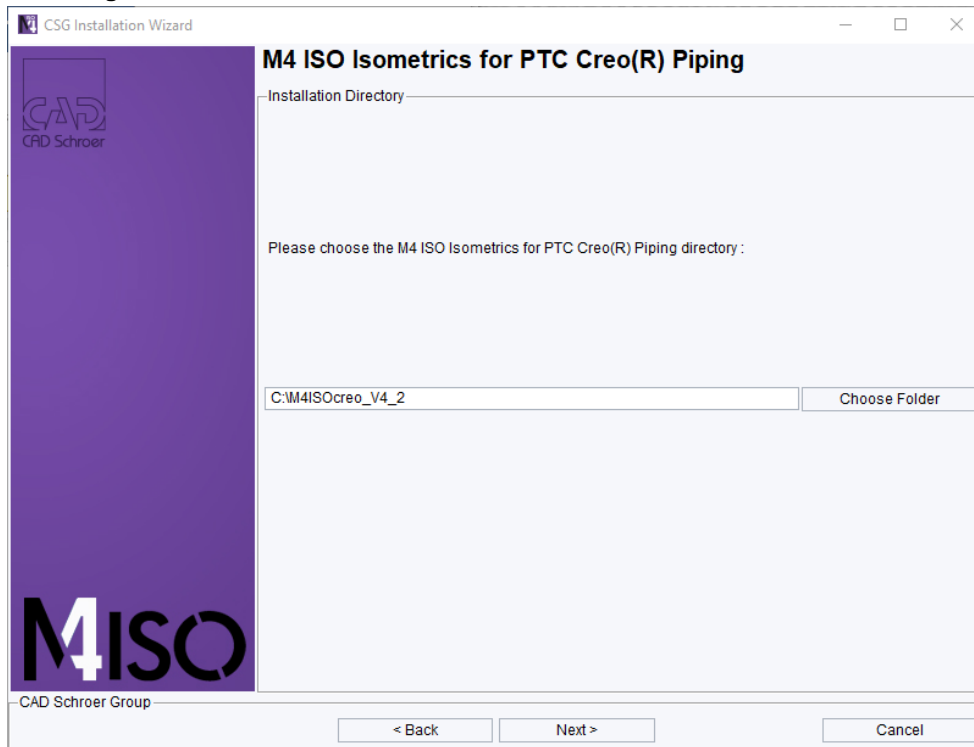 CSG Installation Wizard
M4 ISO Isometrics for PTC Creo(R) Piping
Installation Directory
CAD
CAD Schroer
Please choose the M4 ISO Isometrics for PTC Creo(R) Piping directory :
C:\M4ISOcreo_V4_2
Choose Folder
M4ISO
CAD Schroer Group
< Back
Next >
Cancel